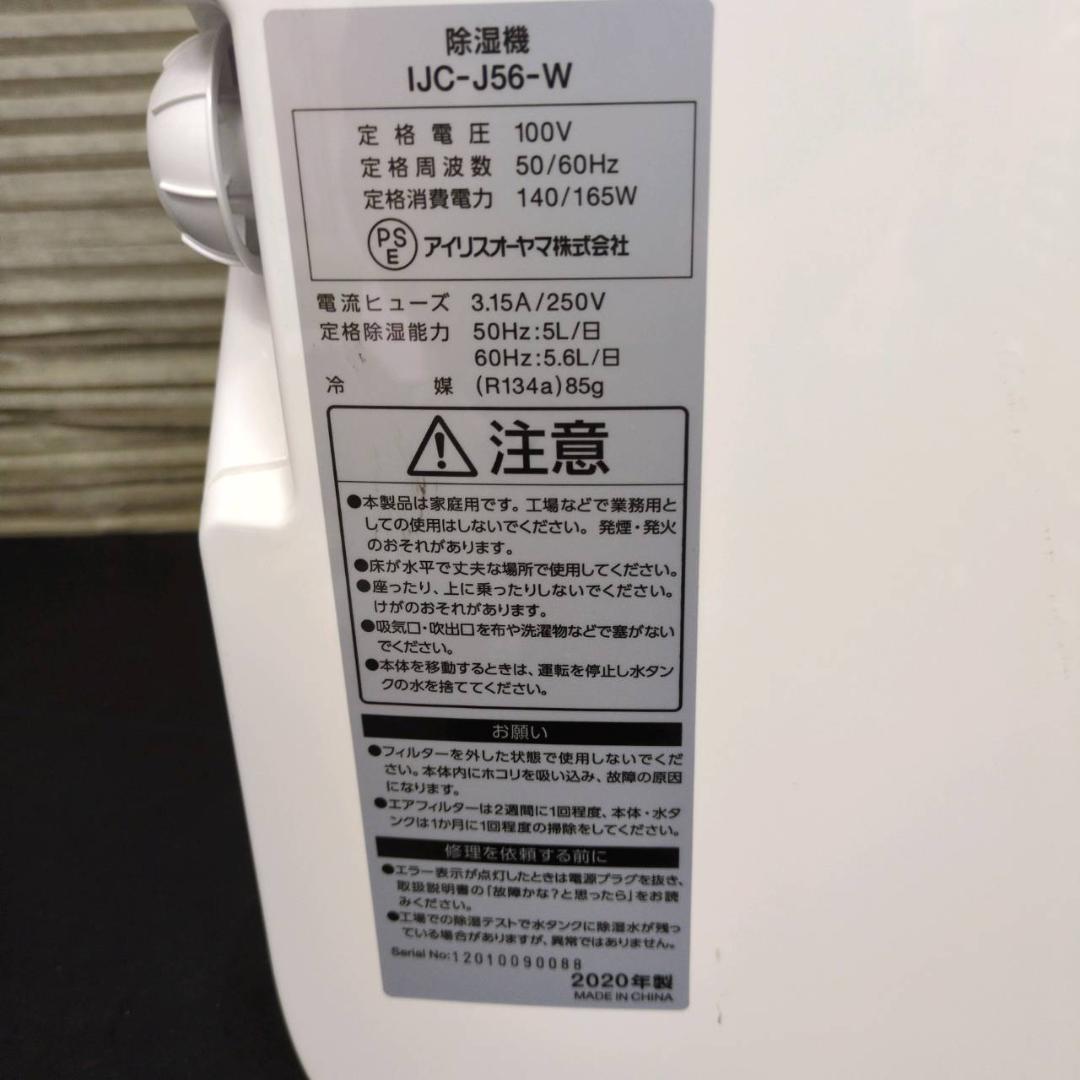 除湿機
IJC-J56-W
定格電圧 100V
定格周波数 50/60Hz
定格消費電力 140/165W
PSE アイリスオーヤマ株式会社
電流ヒューズ 3.15A/250V
定格除湿能力 50Hz:5L/日
60Hz:5.6L/日
冷媒 (R134a)85g
注意
●本製品は家庭用です。工場などで業務用と
しての使用はしないでください。発煙・発火
のおそれがあります。
●床が水平で丈夫な場所で使用してください。
●座ったり、上に乗ったりしないでください。
けがのおそれがあります。
●吸気口・吹出口を布や洗濯物などで塞がない
でください。
●本体を移動するときは、運転を停止し水タン
クの水を捨ててください。
お願い
●フィルターを外した状態で使用しないでくだ
さい。本体内にホコリを吸い込み、故障の原因
になります。
●エアフィルターは2週間に1回程度、本体・水タ
ンクは1か月に1回程度の掃除をしてください。
修理を依頼する前に
●エラー表示が点灯したときは電源プラグを抜き、
取扱説明書の「故障かな?と思ったら」をお読
みください。
●工場での除湿テストで水タンクに除湿水が残っ
ている場合がありますが、異常ではありません。
Serial No:12010090088
2020年製
MADE IN CHINA